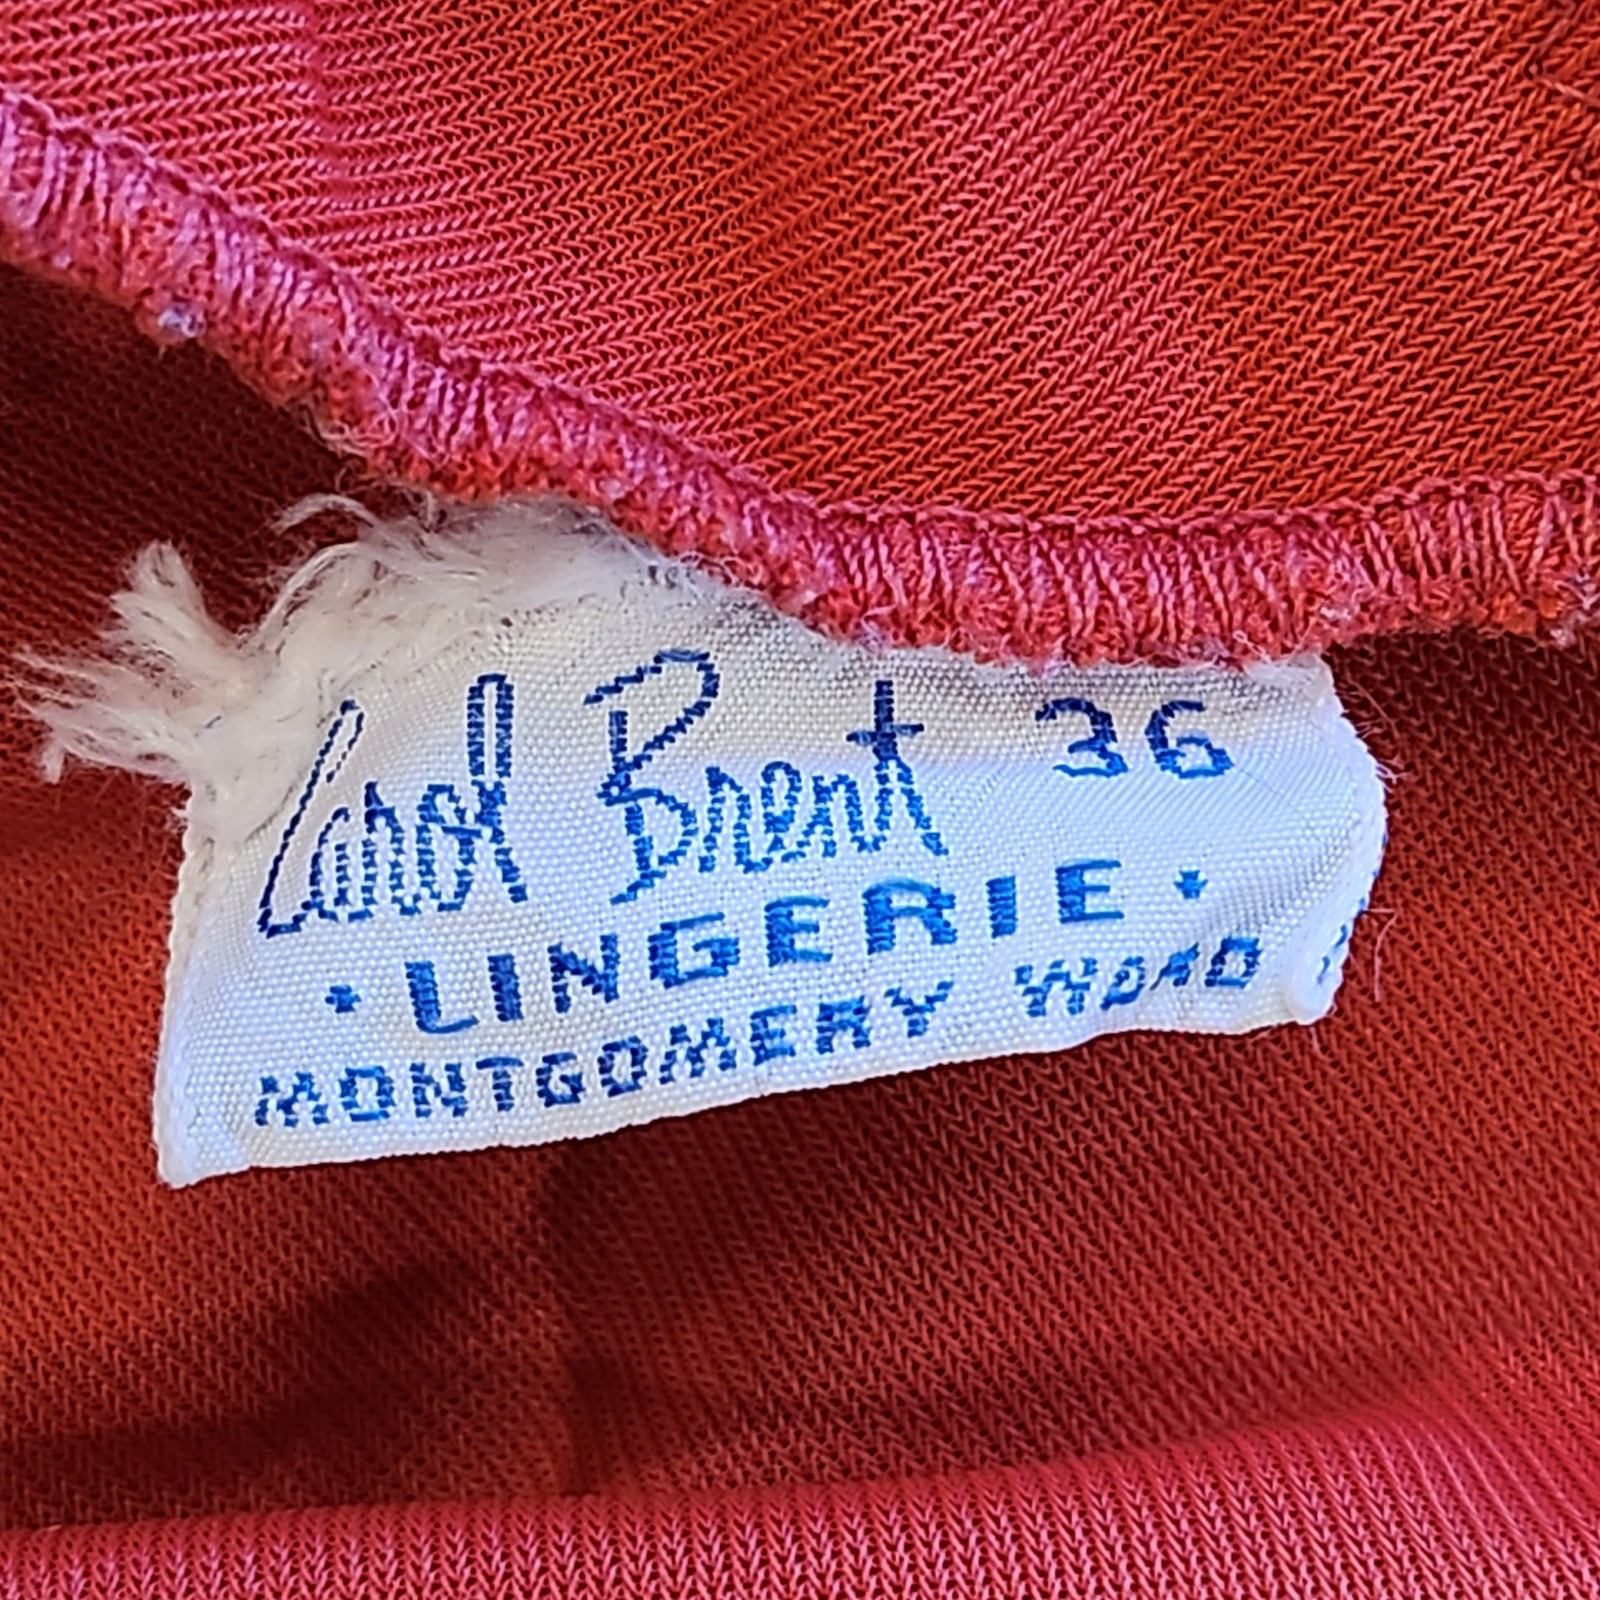 Carol Brent 36
· LINGERIE ·
MONTGOMERY WARD